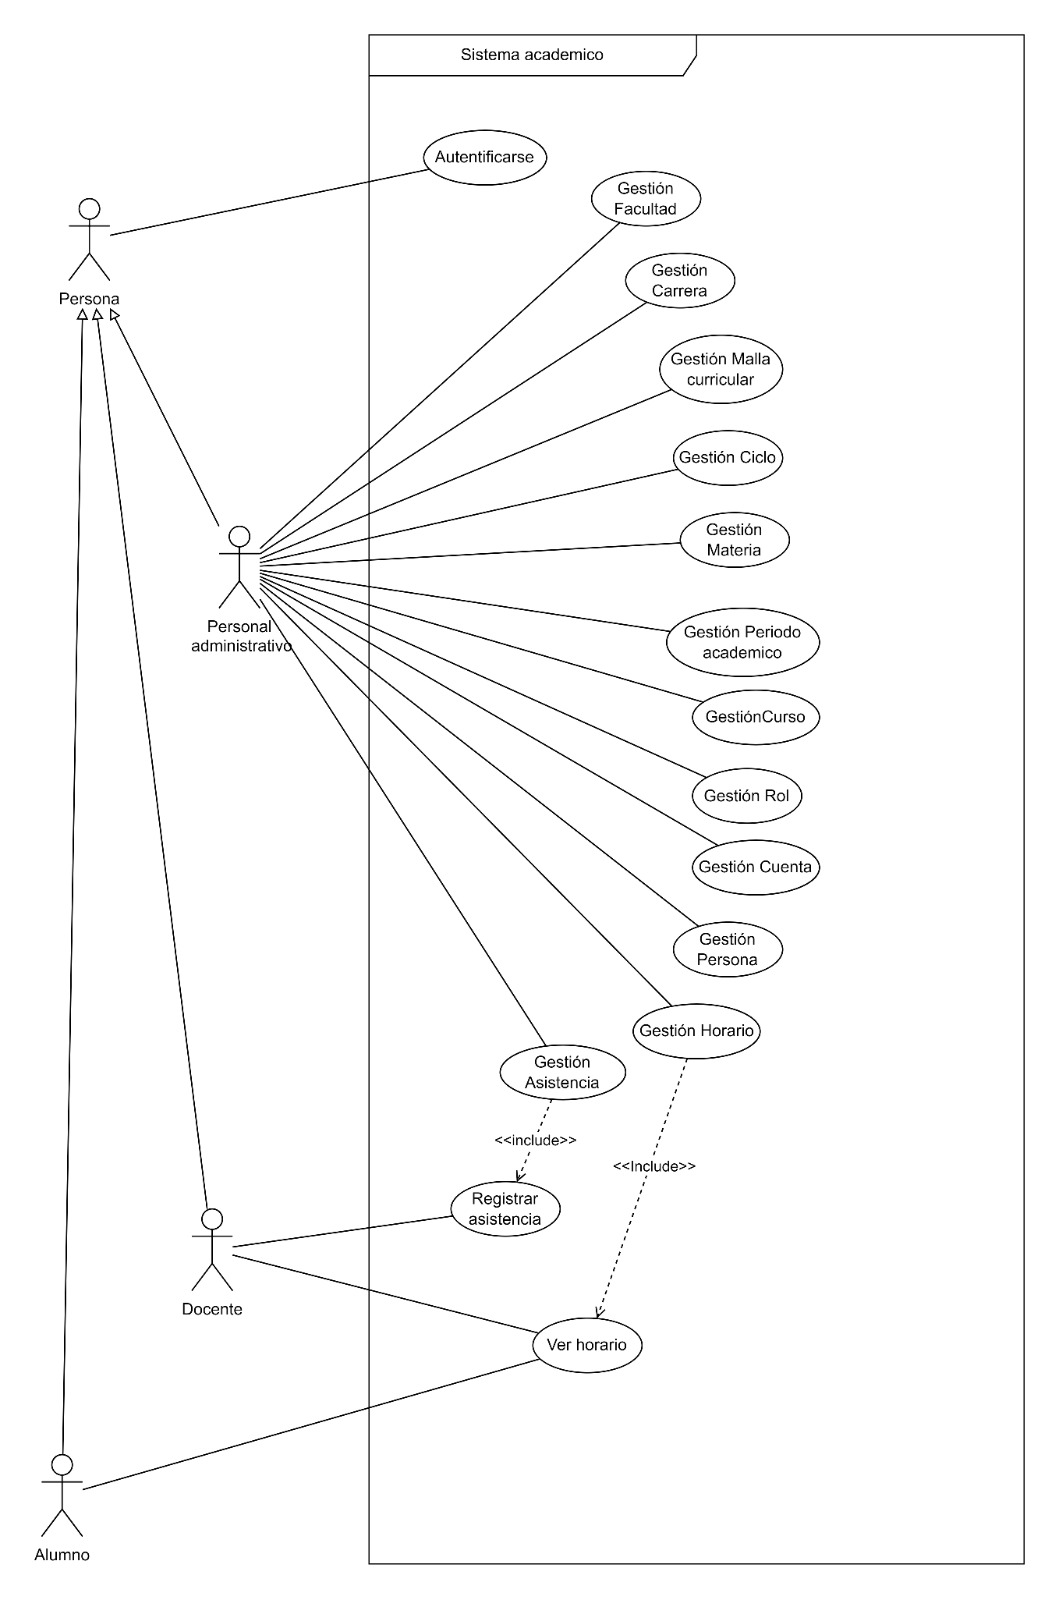 Sistema academico
Autentificarse
Gestión
Facultad
Persona
Gestión
Carrera
Gestión Malla
curricular
Gestión Ciclo
Gestión
Materia
Personal
administrativo
Gestión Periodo
academico
GestiónCurso
Gestión Rol
Gestión Cuenta
Gestión
Persona
Gestión Horario
Gestión
Asistencia
<<include>>
<<Include>>
Registrar
asistencia
Docente
Ver horario
Alumno